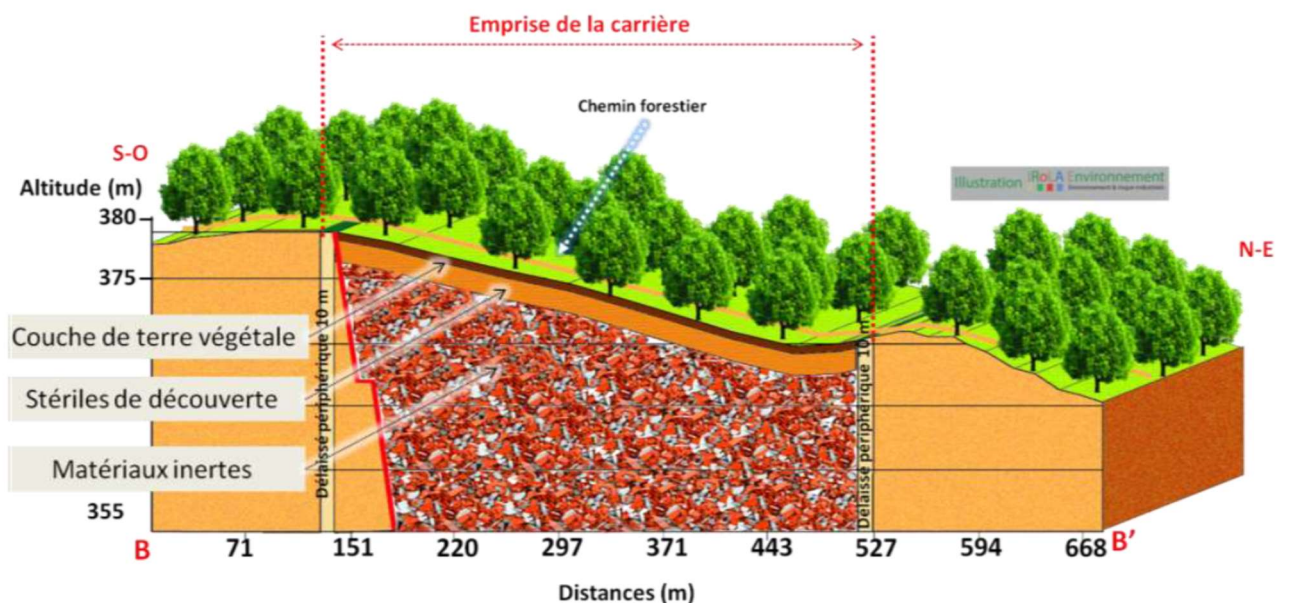 Emprise de la carrière
Chemin forestier
S-O
Illustration IRoLA Environnement
Altitude (m)
380
N-E
375
Couche de terre végétale
Stériles de découverte
Matériaux inertes
Délaissé périphérique 10 m
Délaissé périphérique 10 m
355
B
71
151
220
297
371
443
527
594
668
B'
Distances (m)